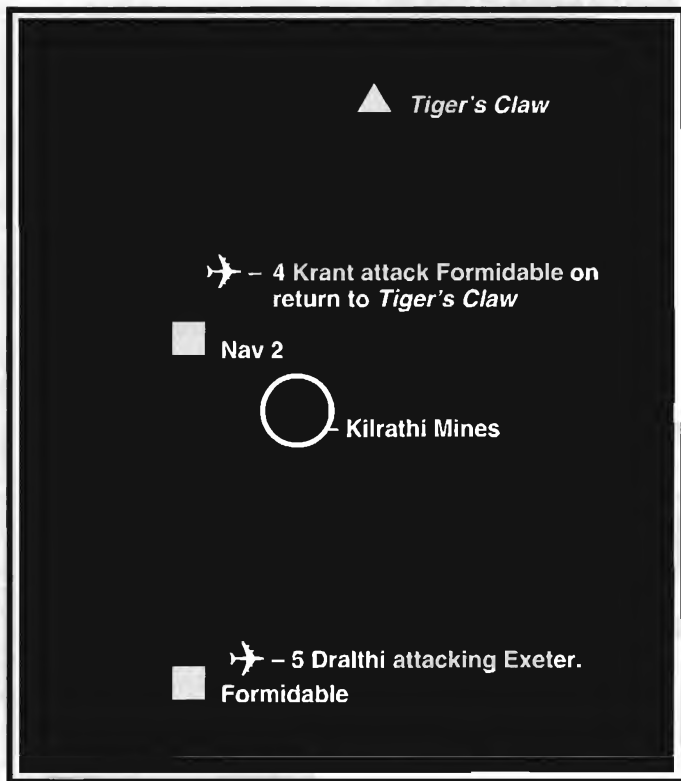 Tiger's Claw
– 4 Krant attack Formidable on
return to Tiger's Claw
Nav 2
– Kilrathi Mines
– 5 Dralthi attacking Exeter.
Formidable